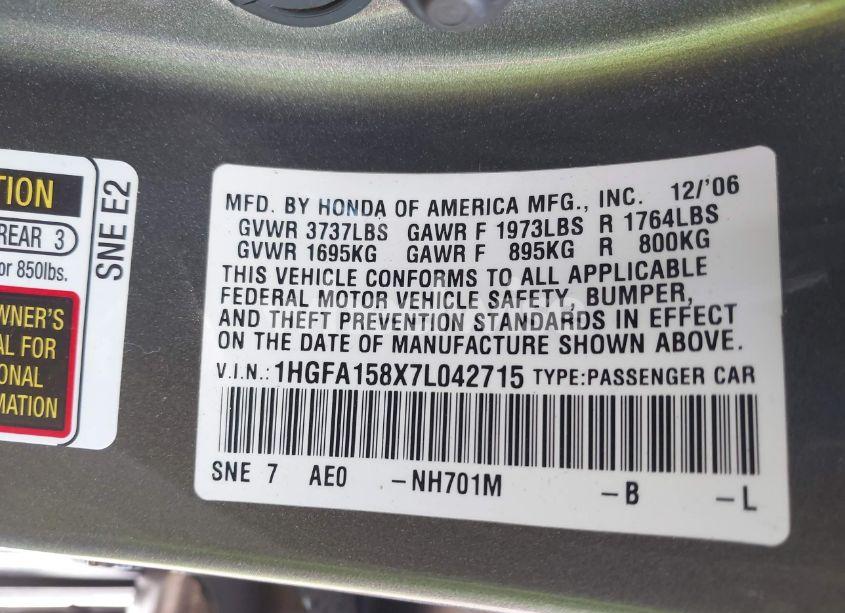 TION
REAR 3
or 850lbs.
WNER'S
AL FOR
ONAL
MATION
SNE E2
MFD. BY HONDA OF AMERICA MFG., INC. 12/'06
GVWR 3737LBS GAWR F 1973LBS R 1764LBS
GVWR 1695KG GAWR F 895KG R 800KG
THIS VEHICLE CONFORMS TO ALL APPLICABLE
FEDERAL MOTOR VEHICLE SAFETY, BUMPER,
AND THEFT PREVENTION STANDARDS IN EFFECT
ON THE DATE OF MANUFACTURE SHOWN ABOVE.
V.I.N.:1HGFA158X7L042715 TYPE:PASSENGER CAR
SNE 7 AE0 -NH701M -B -L